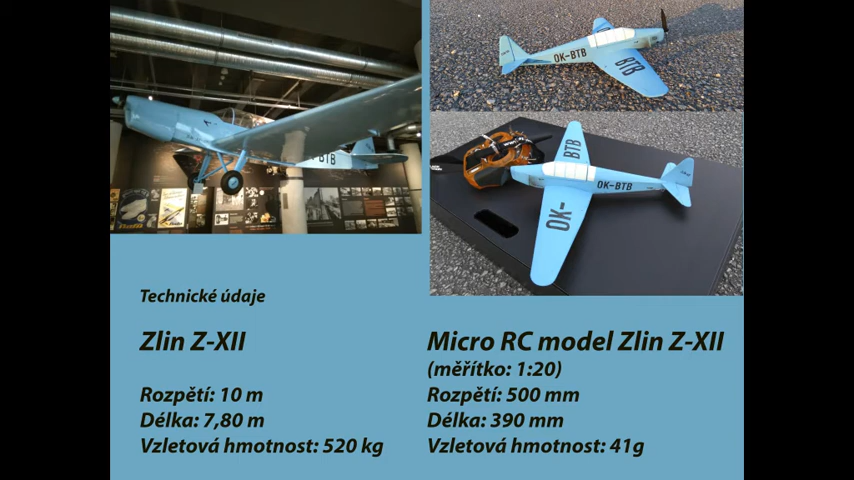 BTB
OK-BTB
BTB
BTB
OK-BTB
OK-
Technické údaje
Zlin Z-XII
Rozpětí: 10 m
Délka: 7,80 m
Vzletová hmotnost: 520 kg
Micro RC model Zlin Z-XII
(měřítko: 1:20)
Rozpětí: 500 mm
Délka: 390 mm
Vzletová hmotnost: 41g